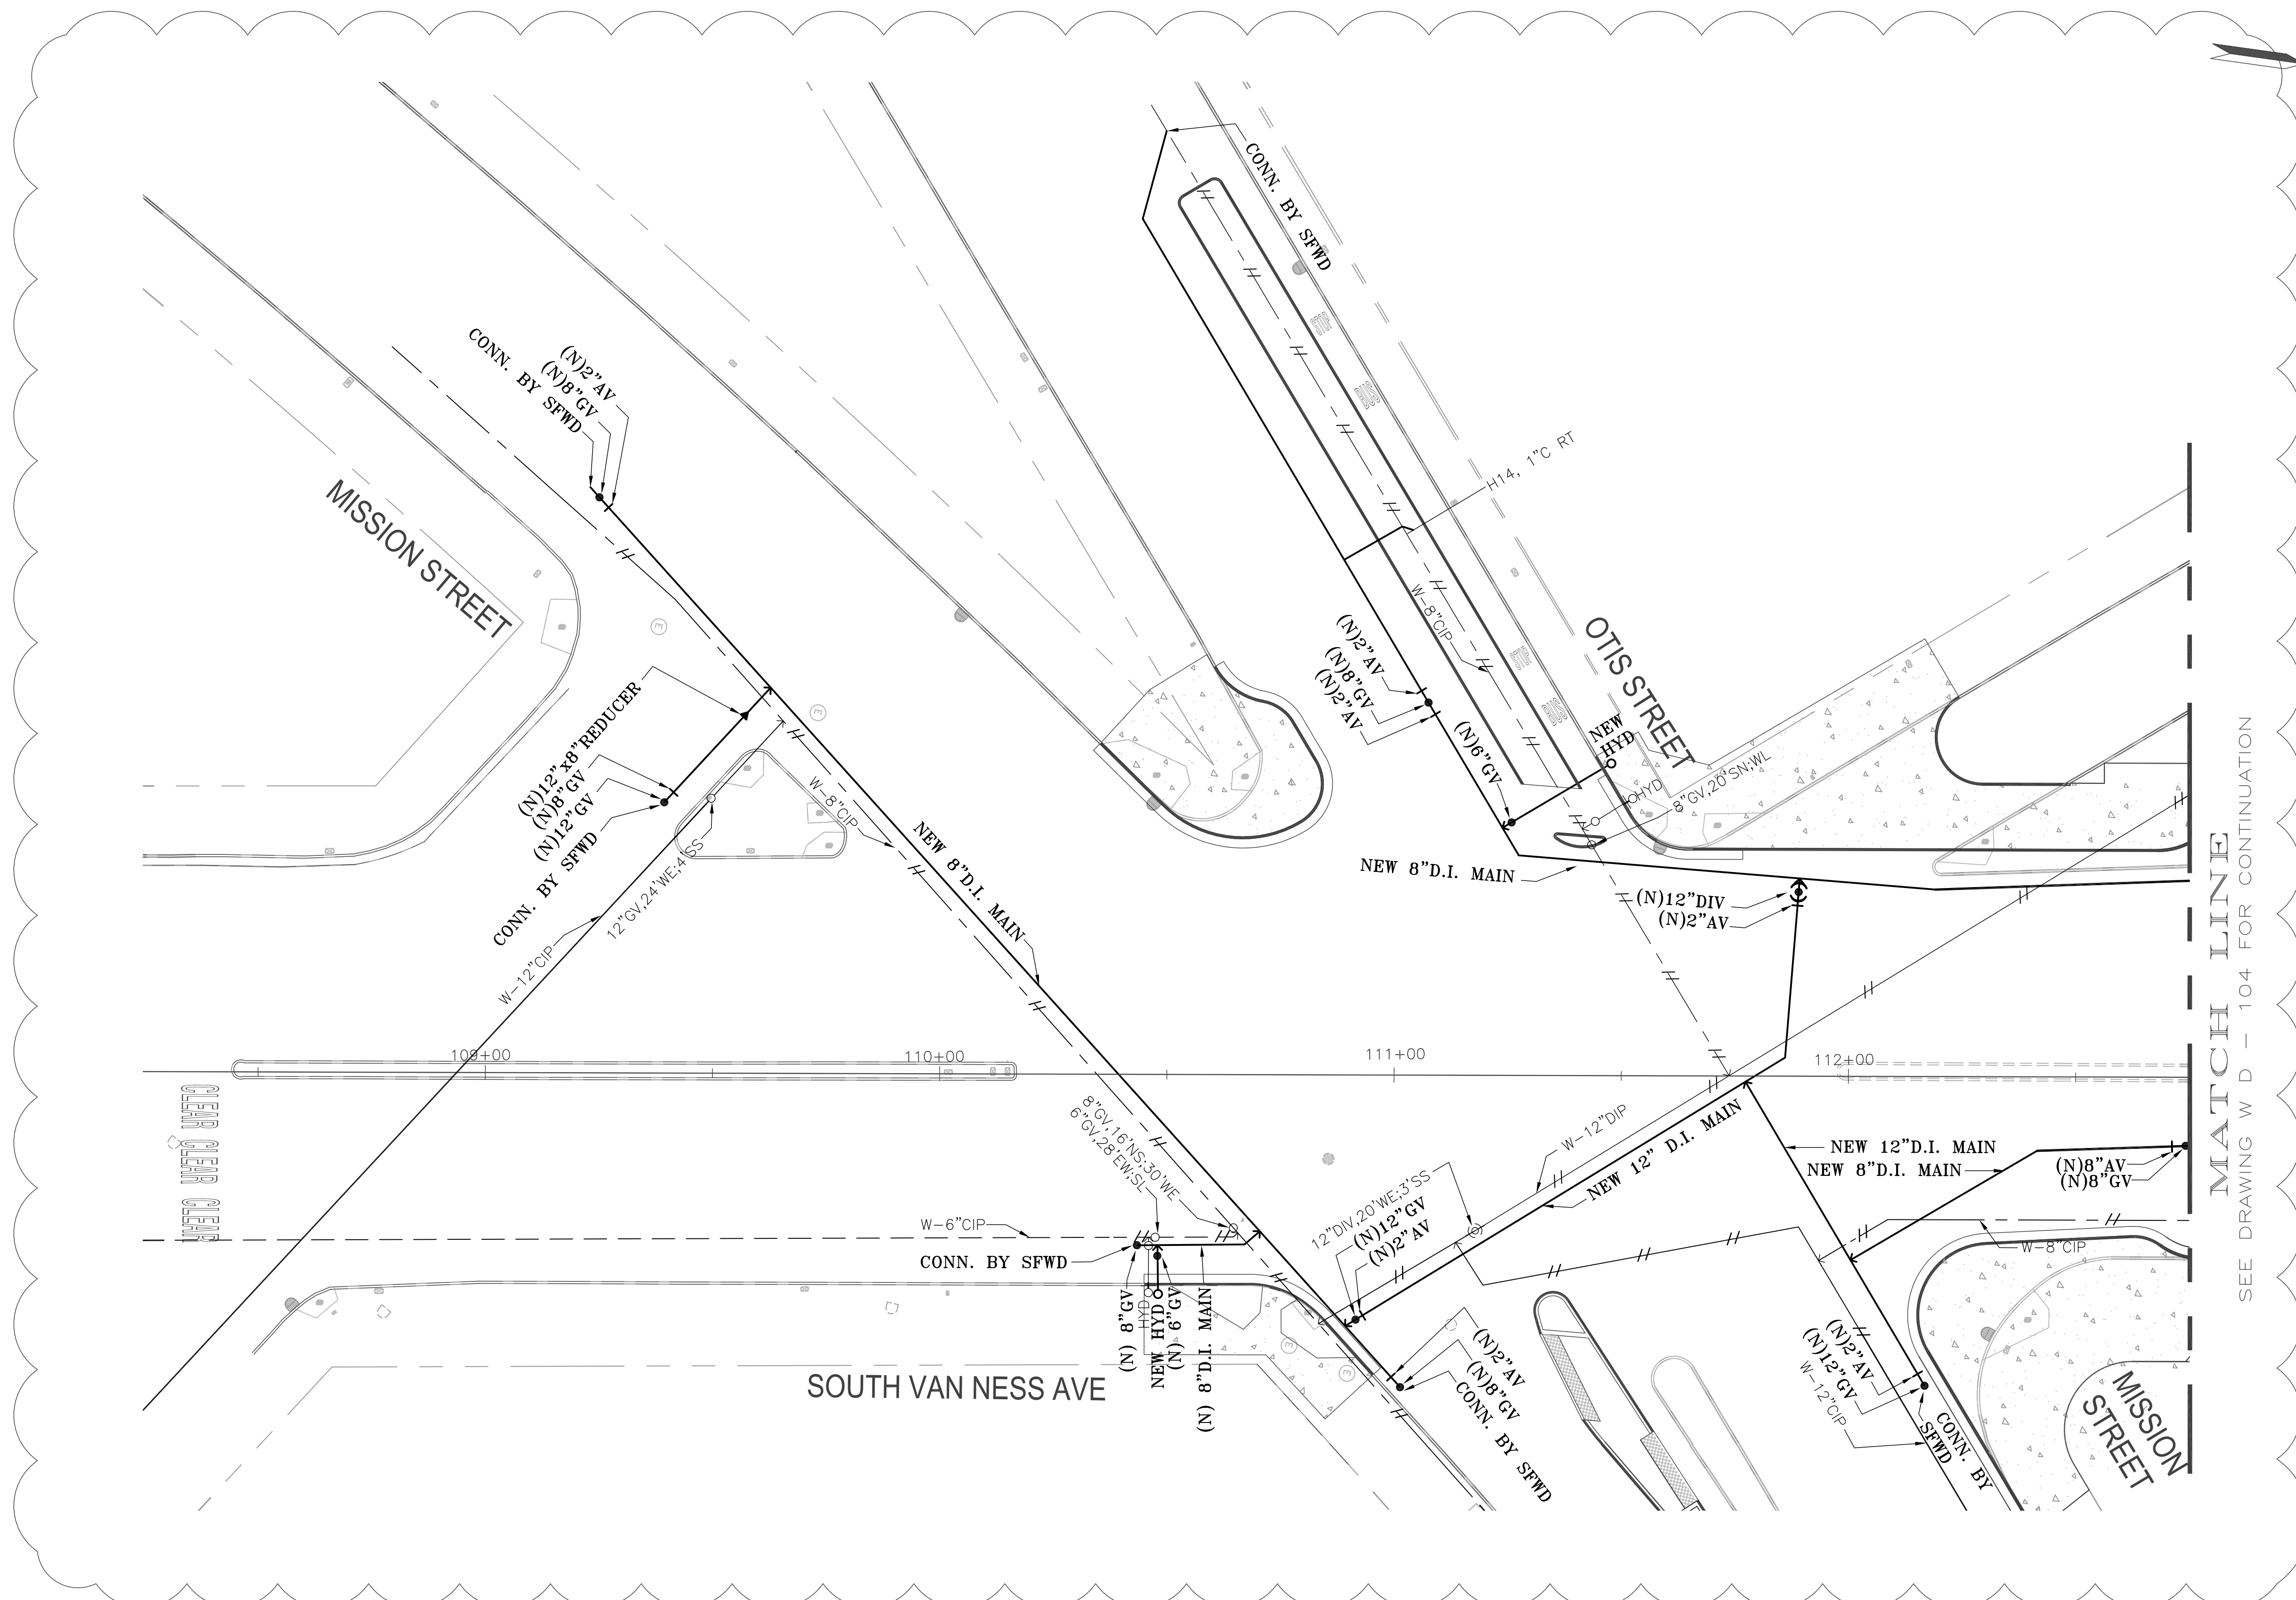 CONN. BY SFWD
(N)2"AV
(N)8"GV
CONN. BY SFWD
MISSION STREET
H14, 1"C RT
W-8"CIP
OTIS STREET
(N)2"AV
(N)8"GV
(N)2"AV
(N)6"GV
NEW
HYD
HYD
8"GV,20'SN;WL
(N)12"x8"REDUCER
(N)8"GV
(N)12"GV
CONN. BY SFWD
12"GV,24'WE;4'SS
W-12"CIP
W-8"CIP
NEW 8"D.I. MAIN
NEW 8"D.I. MAIN
(N)12"DIV
(N)2"AV
109+00
110+00
111+00
112+00
CLEAR CLEAR CLEAR
8"GV,16'NS;30'WE
6"GV,28'EW;SL
W-12"DIP
NEW 12" D.I. MAIN
NEW 12"D.I. MAIN
NEW 8"D.I. MAIN
(N)8"AV
(N)8"GV
W-6"CIP
CONN. BY SFWD
12"DIV,20'WE;3'SS
(N)12"GV
(N)2"AV
W-8"CIP
(N) 8"GV
HYD
NEW HYD
(N) 6"GV
(N) 8"D.I. MAIN
SOUTH VAN NESS AVE
(N)2"AV
(N)8"GV
CONN. BY SFWD
(N)2"AV
(N)12"GV
W-12"CIP
CONN. BY
SFWD
MISSION
STREET
MATCH LINE
SEE DRAWING W D - 104 FOR CONTINUATION
E
E
E
E